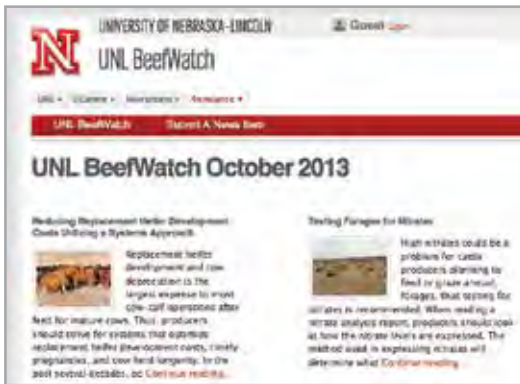 N
UNIVERSITY OF NEBRASKA–LINCOLN
Guest Login
UNL BeefWatch
UNL
UNL BeefWatch Submit A News Item
UNL BeefWatch October 2013
Reducing Replacement Heifer Development
Costs Utilizing a Systems Approach
Replacement heifer
development and cow
depreciation is the
largest expense to most
cow-calf operations after
feed for mature cows. Thus, producers
should strive for systems that optimize
replacement heifer development costs, timely
pregnancies, and cow herd longevity. In the
past several decades, Continue reading…
Testing Forages for Nitrates
High nitrates could be a
problem for cattle
producers planning to
feed or graze annual
forages, thus testing for
nitrates is recommended. When reading a
nitrate analysis report, producers should look
at how the nitrate levels are expressed. The
method used in expressing nitrates will
determine what Continue reading…